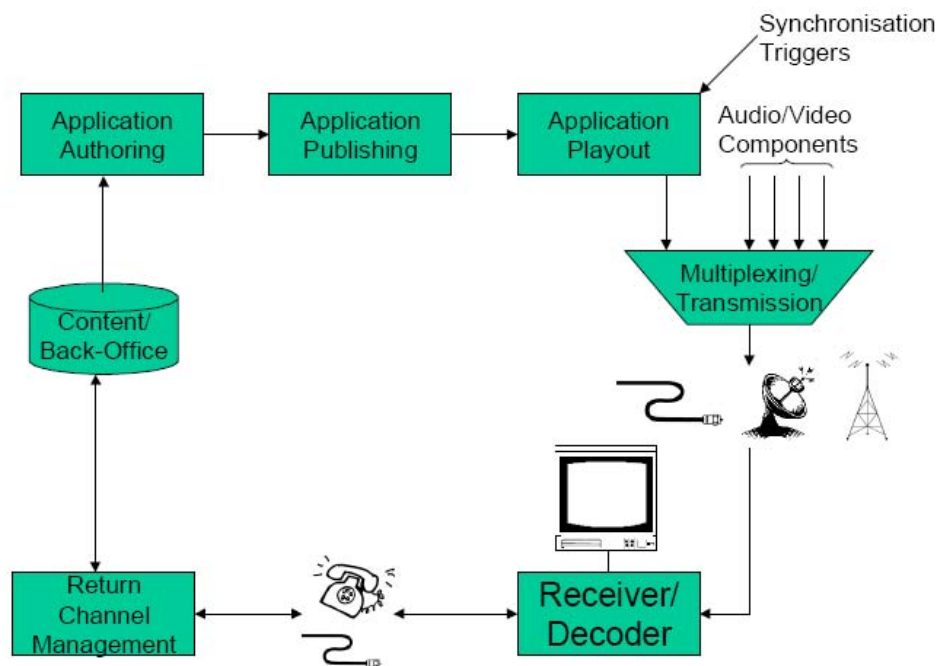 Synchronisation
Triggers
Application
Authoring
Application
Publishing
Application
Playout
Audio/Video
Components
Multiplexing/
Transmission
Content/
Back-Office
Return
Channel
Management
Receiver/
Decoder